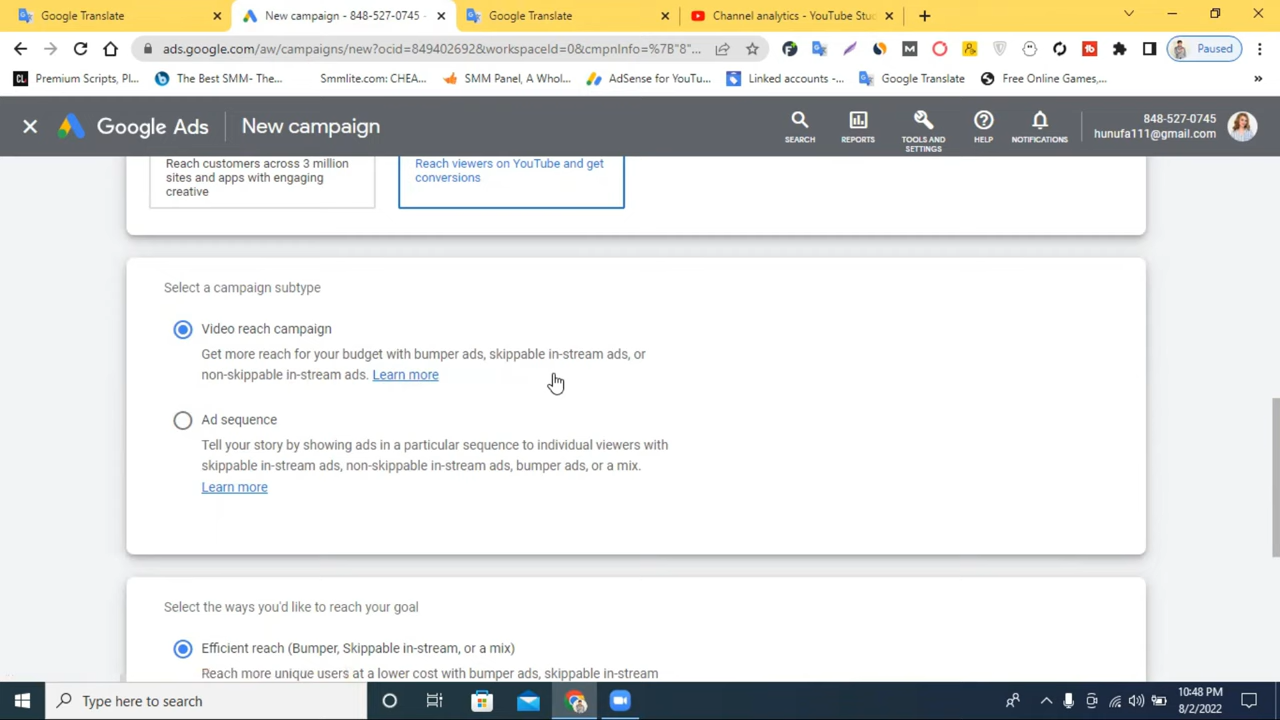 Google Translate
New campaign - 848-527-0745 -
Google Translate
Channel analytics - YouTube Stu
ads.google.com/aw/campaigns/new?ocid=849402692&workspaceId=0&cmpnInfo=%7B"8"...
Paused
Premium Scripts, Pl...
The Best SMM- The...
Smmlite.com: CHEA...
SMM Panel, A Whol...
AdSense for YouTu...
Linked accounts -...
Google Translate
Free Online Games,...
Google Ads
New campaign
SEARCH
REPORTS
TOOLS AND
SETTINGS
HELP
NOTIFICATIONS
848-527-0745
hunufa111@gmail.com
Reach customers across 3 million
sites and apps with engaging
creative
Reach viewers on YouTube and get
conversions
Select a campaign subtype
Video reach campaign
Get more reach for your budget with bumper ads, skippable in-stream ads, or
non-skippable in-stream ads. Learn more
Ad sequence
Tell your story by showing ads in a particular sequence to individual viewers with
skippable in-stream ads, non-skippable in-stream ads, bumper ads, or a mix.
Learn more
Select the ways you'd like to reach your goal
Efficient reach (Bumper, Skippable in-stream, or a mix)
Reach more unique users at a lower cost with bumper ads, skippable in-stream
Type here to search
10:48 PM
8/2/2022